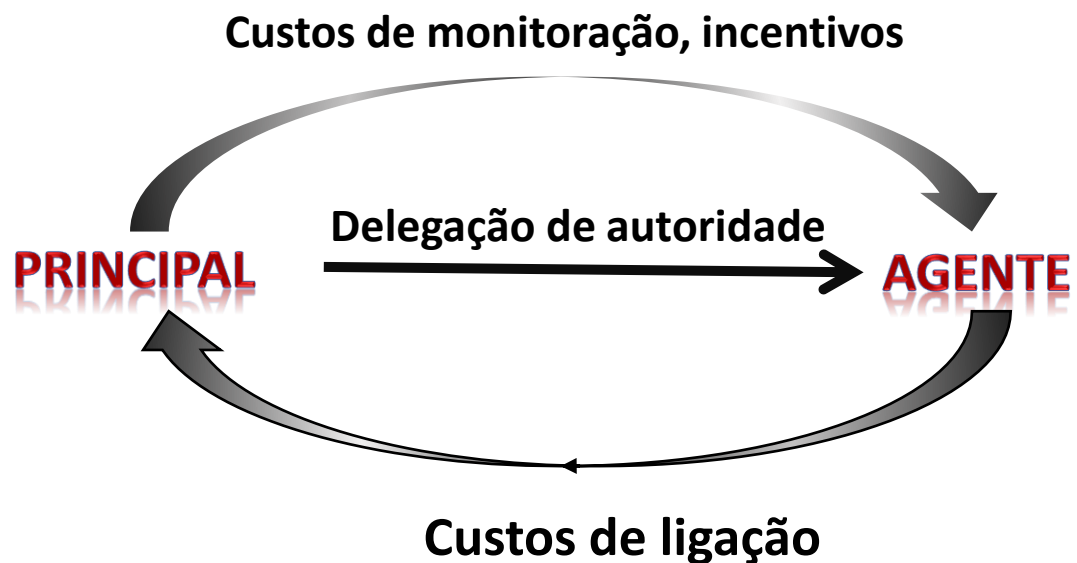 Custos de monitoração, incentivos
Delegação de autoridade
PRINCIPAL
AGENTE
Custos de ligação